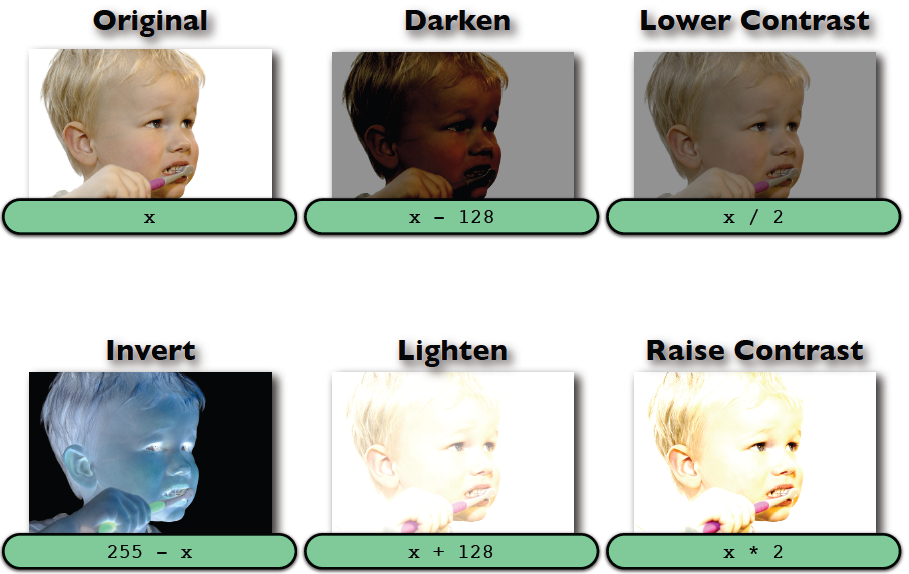 Original
Darken
Lower Contrast
x
x - 128
x / 2
Invert
Lighten
Raise Contrast
255 - x
x + 128
x * 2